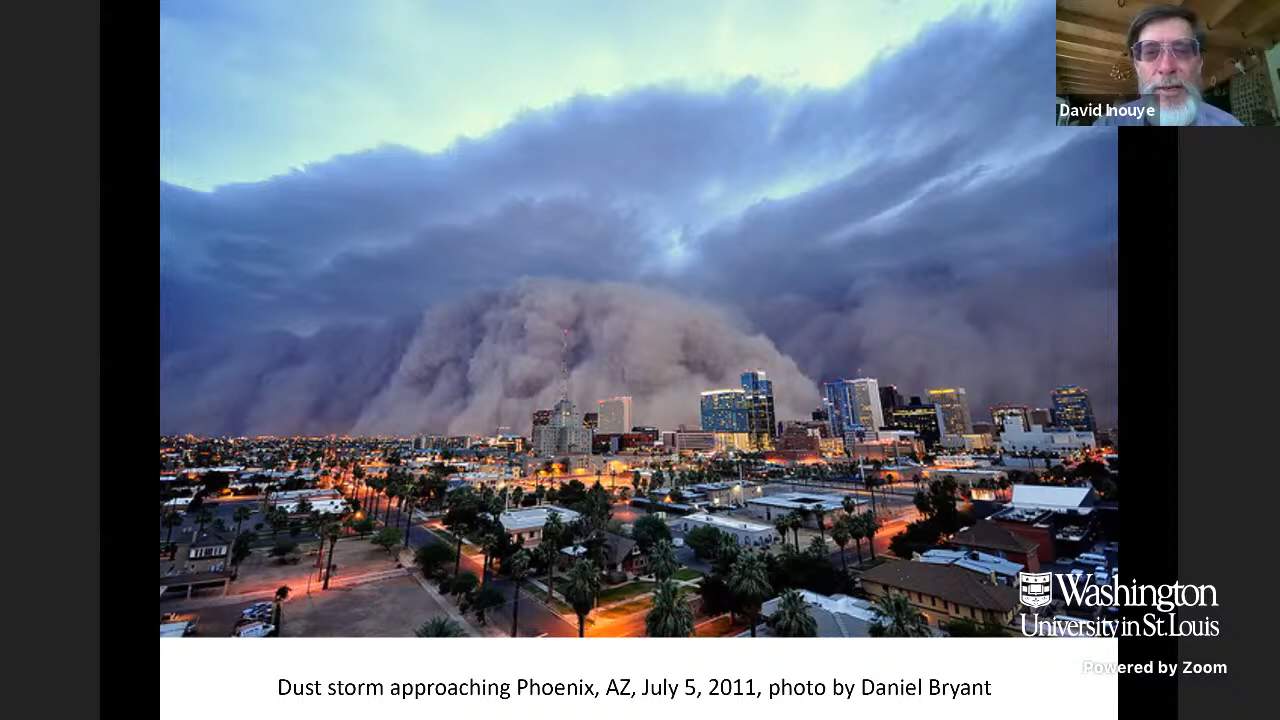 David Inouye
Washington
University in St. Louis
Powered by Zoom
Dust storm approaching Phoenix, AZ, July 5, 2011, photo by Daniel Bryant